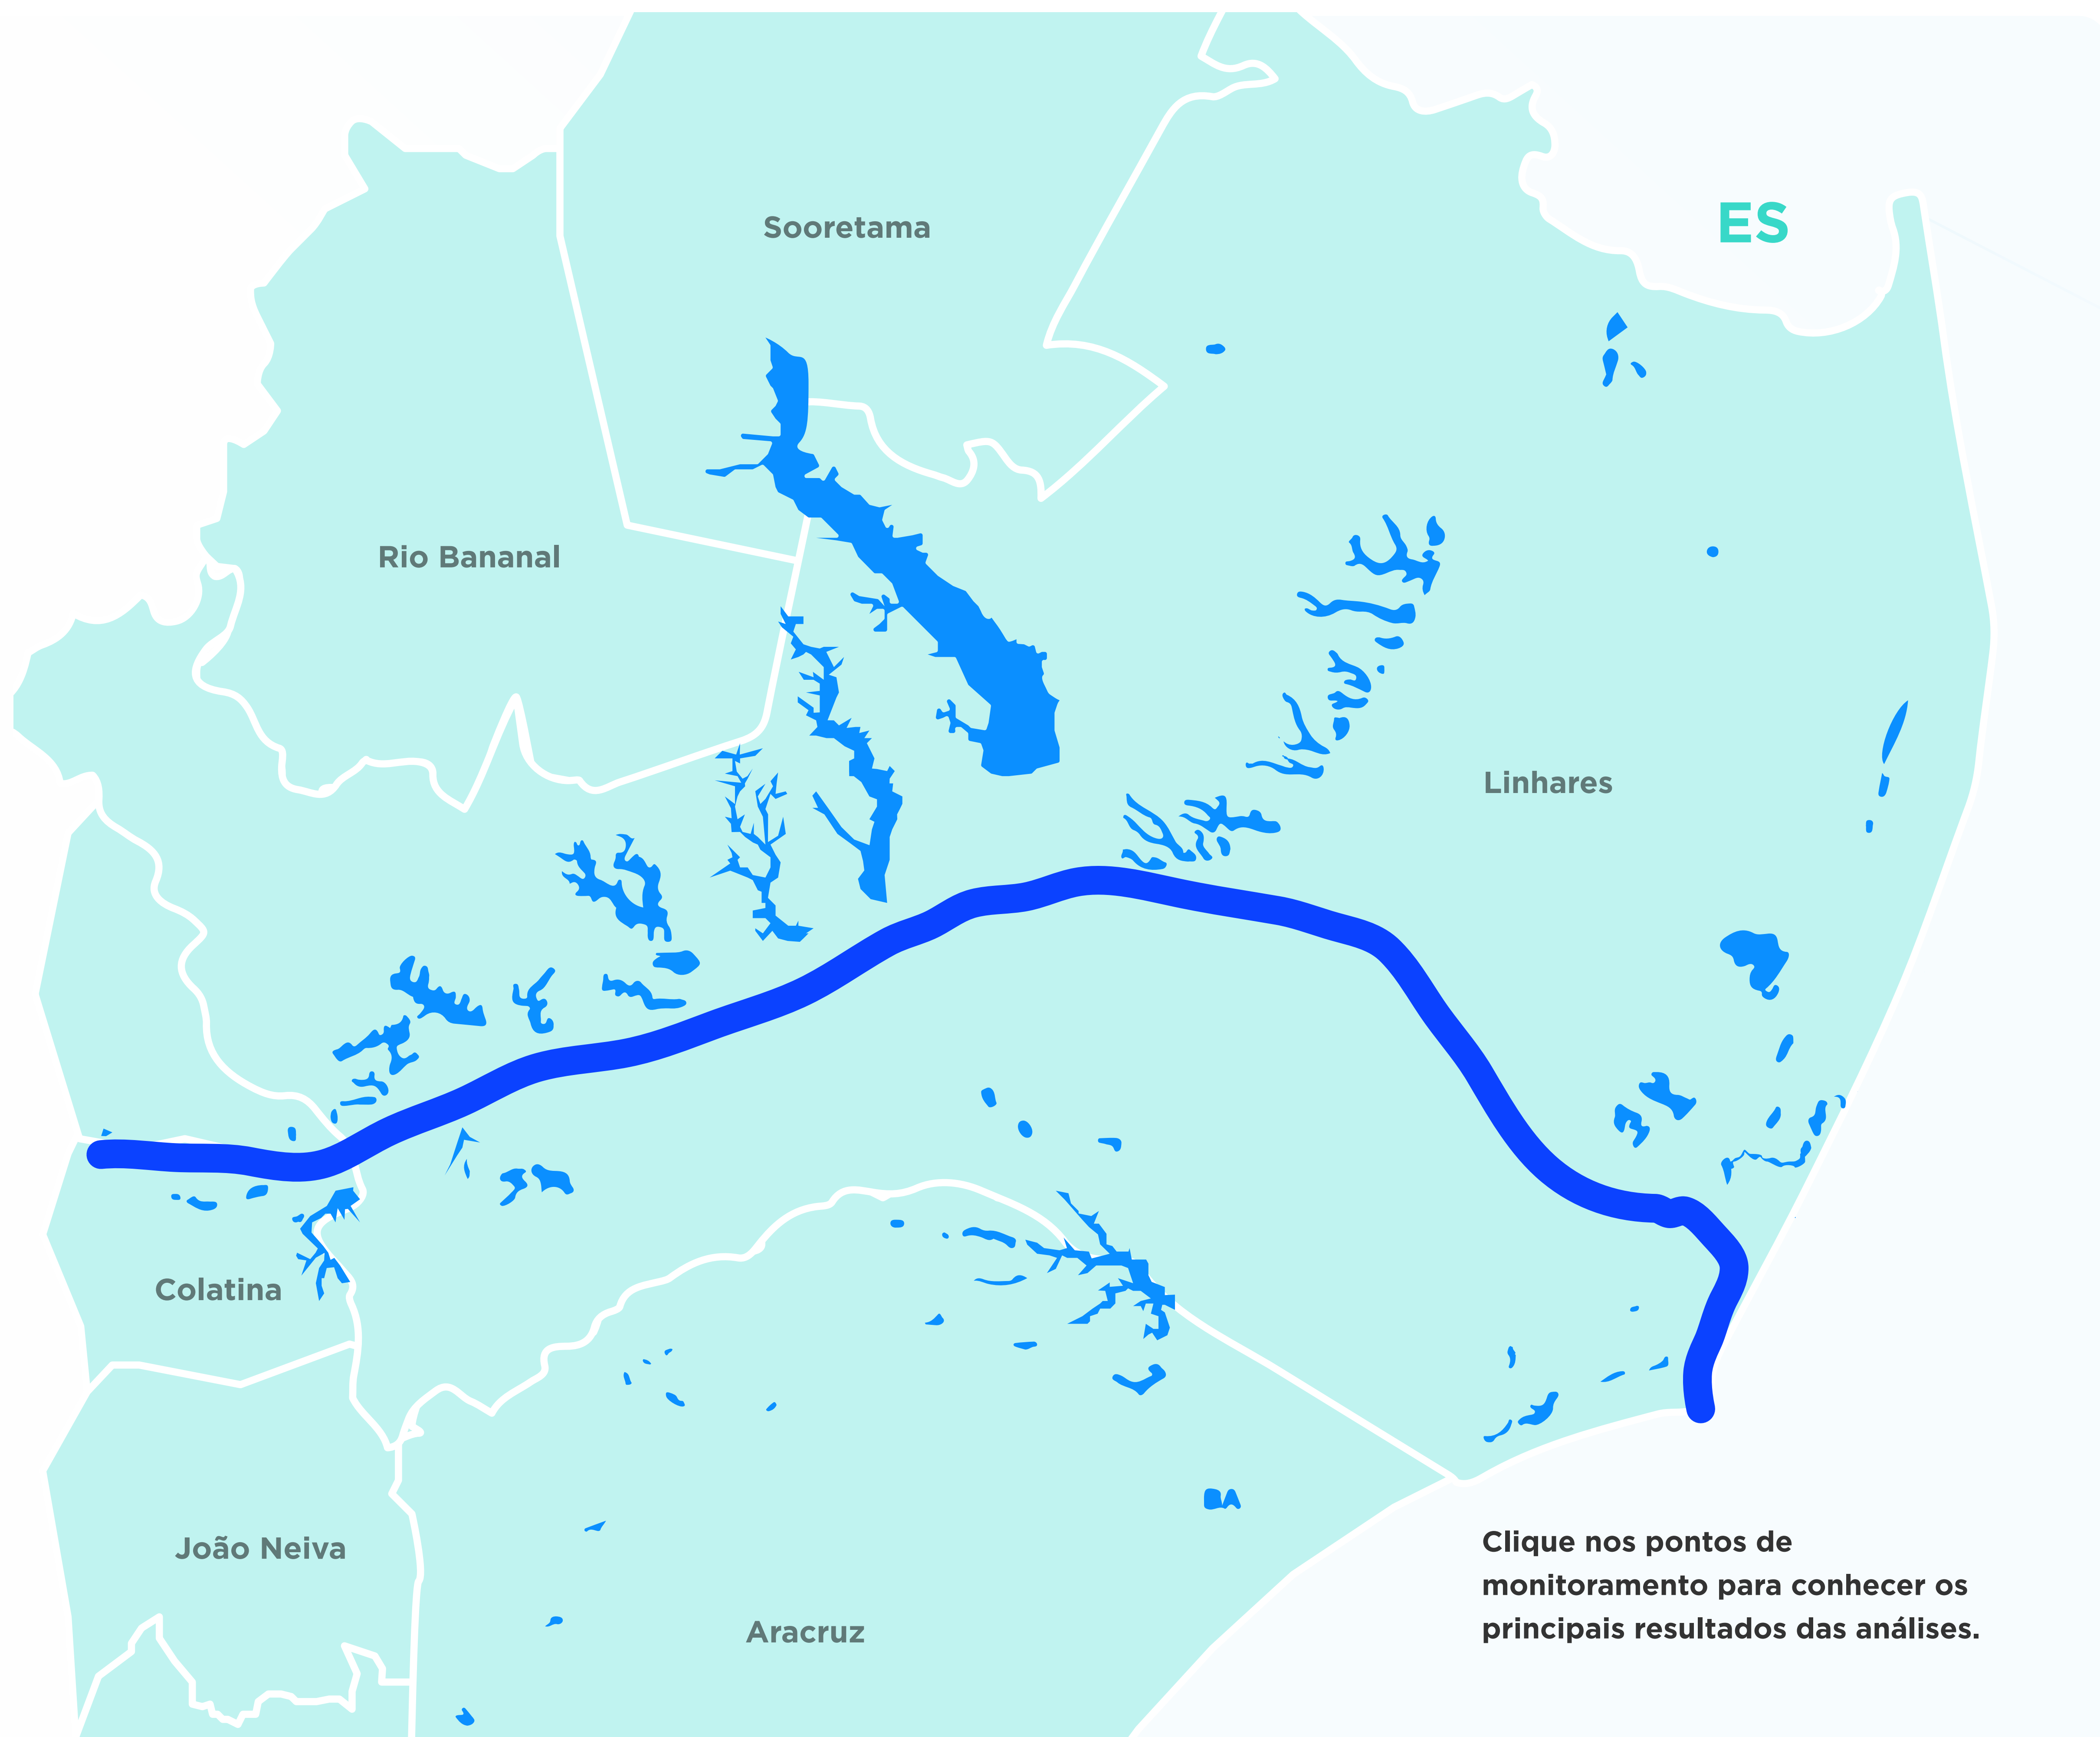 Sooretama
ES
Rio Bananal
Linhares
Colatina
João Neiva
Aracruz
Clique nos pontos de
monitoramento para conhecer os
principais resultados das análises.